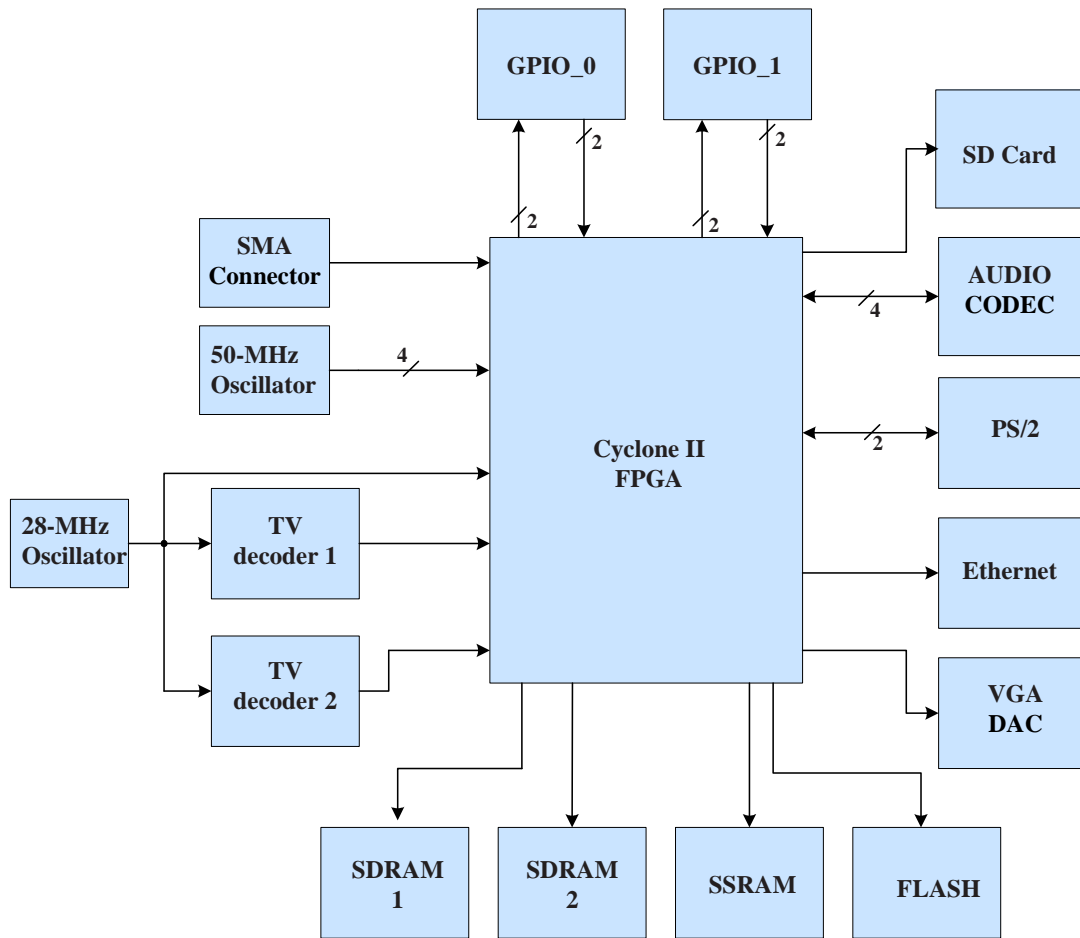 GPIO_0
GPIO_1
SD Card
2
2
2
2
SMA
Connector
AUDIO
CODEC
4
50-MHz
Oscillator
4
PS/2
2
Cyclone II
FPGA
28-MHz
Oscillator
TV
decoder 1
Ethernet
TV
decoder 2
VGA
DAC
SDRAM
1
SDRAM
2
SSRAM
FLASH